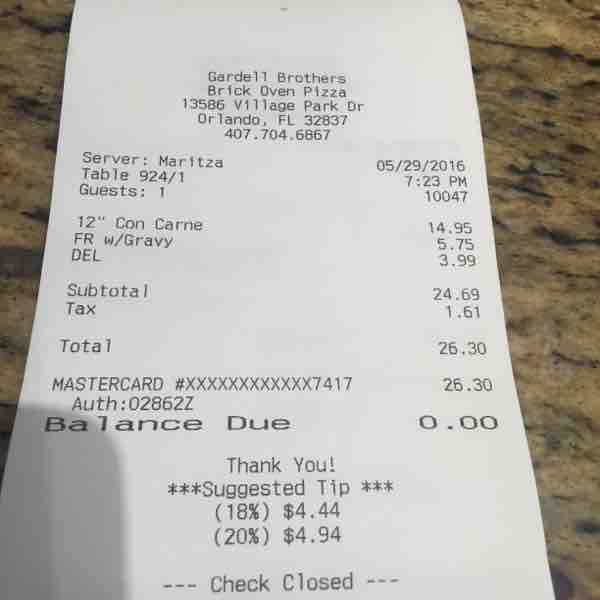 Gardell Brothers
Brick Oven Pizza
13586 Village Park Dr
Orlando, FL 32837
407.704.6867
Server: Maritza 05/29/2016
Table 924/1 7:23 PM
Guests: 1 10047
12" Con Carne 14.95
FR w/Gravy 5.75
DEL 3.99
Subtotal 24.69
Tax 1.61
Total 26.30
MASTERCARD #XXXXXXXXXXXX7417 26.30
Auth:02862Z
Balance Due 0.00
Thank You!
***Suggested Tip ***
(18%) $4.44
(20%) $4.94
--- Check Closed ---